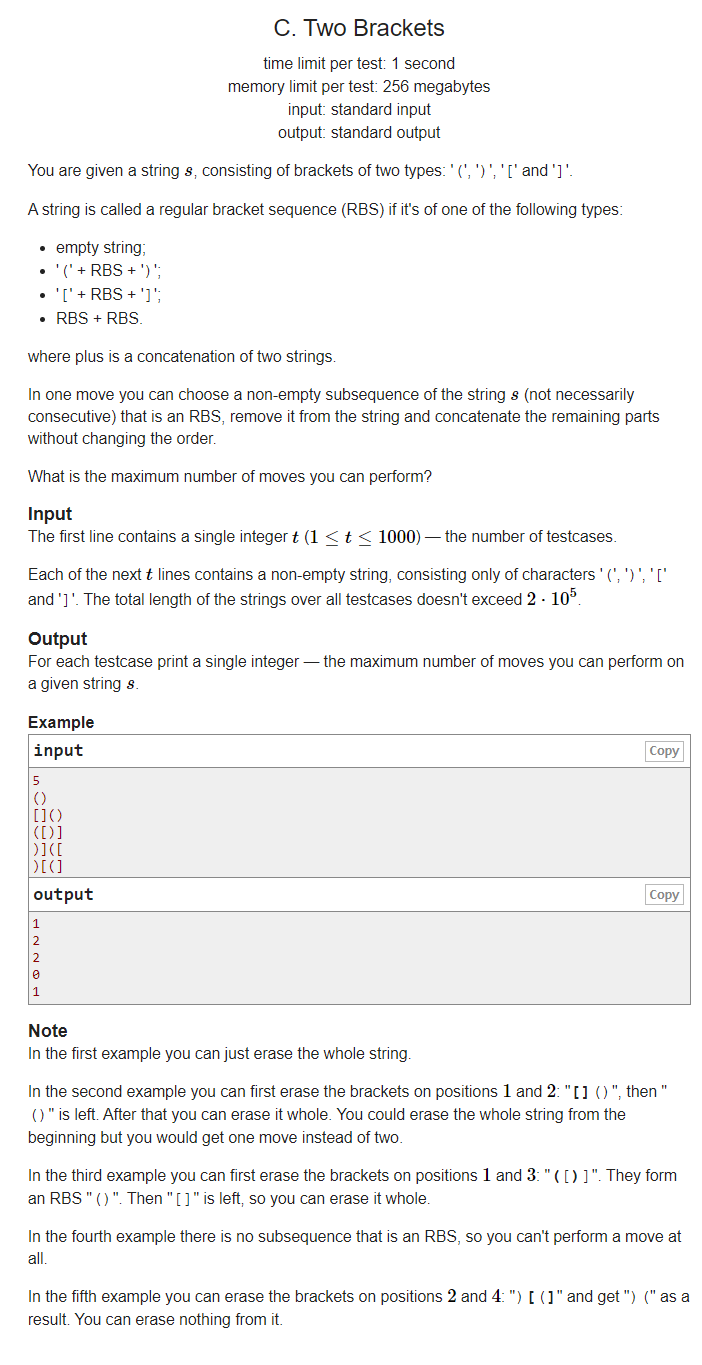 C. Two Brackets
time limit per test: 1 second
memory limit per test: 256 megabytes
input: standard input
output: standard output
You are given a string s, consisting of brackets of two types: '(', ')', '[' and ']'.
A string is called a regular bracket sequence (RBS) if it's of one of the following types:
• empty string;
• '(' + RBS + ')';
• '[' + RBS + ']';
• RBS + RBS.
where plus is a concatenation of two strings.
In one move you can choose a non-empty subsequence of the string s (not necessarily
consecutive) that is an RBS, remove it from the string and concatenate the remaining parts
without changing the order.
What is the maximum number of moves you can perform?
Input
The first line contains a single integer t (1 ≤ t ≤ 1000) — the number of testcases.
Each of the next t lines contains a non-empty string, consisting only of characters '(', ')', '['
and ']'. The total length of the strings over all testcases doesn't exceed 2 · 10⁵.
Output
For each testcase print a single integer — the maximum number of moves you can perform on
a given string s.
Example
input
Copy
5
()
[]()
([)]
)]([
)[(]
output
Copy
1
2
2
0
1
Note
In the first example you can just erase the whole string.
In the second example you can first erase the brackets on positions 1 and 2: "[] ()", then "
()" is left. After that you can erase it whole. You could erase the whole string from the
beginning but you would get one move instead of two.
In the third example you can first erase the brackets on positions 1 and 3: "([)]". They form
an RBS "()". Then "[]" is left, so you can erase it whole.
In the fourth example there is no subsequence that is an RBS, so you can't perform a move at
all.
In the fifth example you can erase the brackets on positions 2 and 4: ") [ (]" and get ") (" as a
result. You can erase nothing from it.